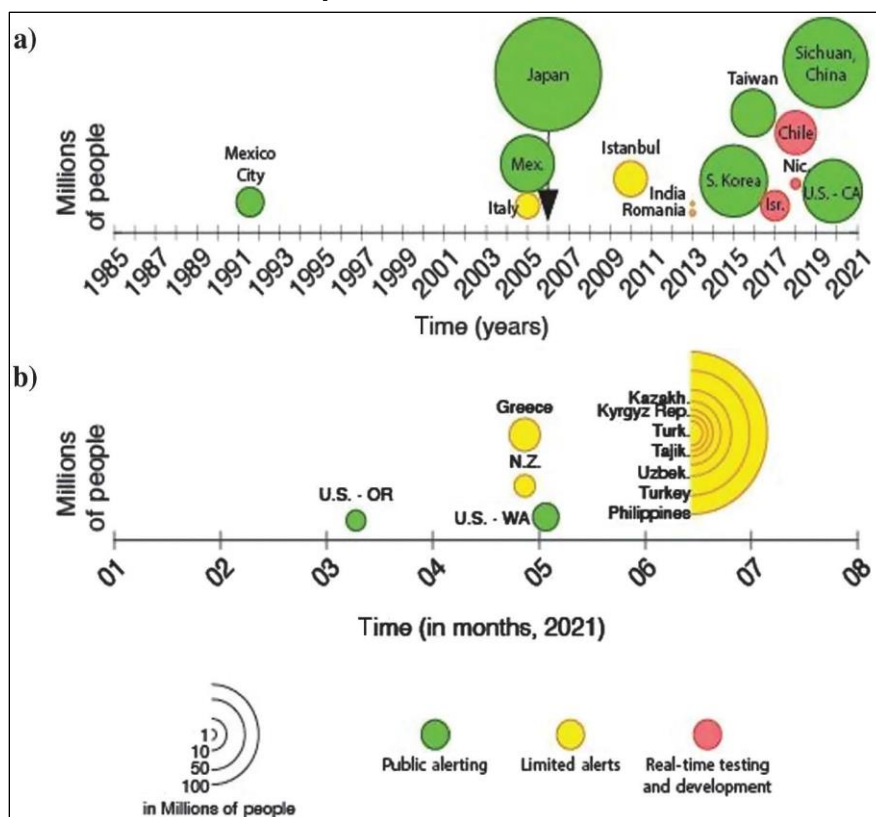 a)
Millions
of people
Mexico
City
Japan
Mex.
Italy
Istanbul
India
Romania
Taiwan
S. Korea
Sichuan,
China
Chile
Nic.
Isr.
U.S. - CA
1985
1987
1989
1991
1993
1995
1997
1999
2001
2003
2005
2007
2009
2011
2013
2015
2017
2019
2021
Time (years)
b)
Millions
of people
U.S. - OR
Greece
N.Z.
U.S. - WA
Kazakh.
Kyrgyz Rep.
Turk.
Tajik.
Uzbek.
Turkey
Philippines
01
02
03
04
05
06
07
08
Time (in months, 2021)
1
10
50
100
in Millions of people
Public alerting
Limited alerts
Real-time testing
and development